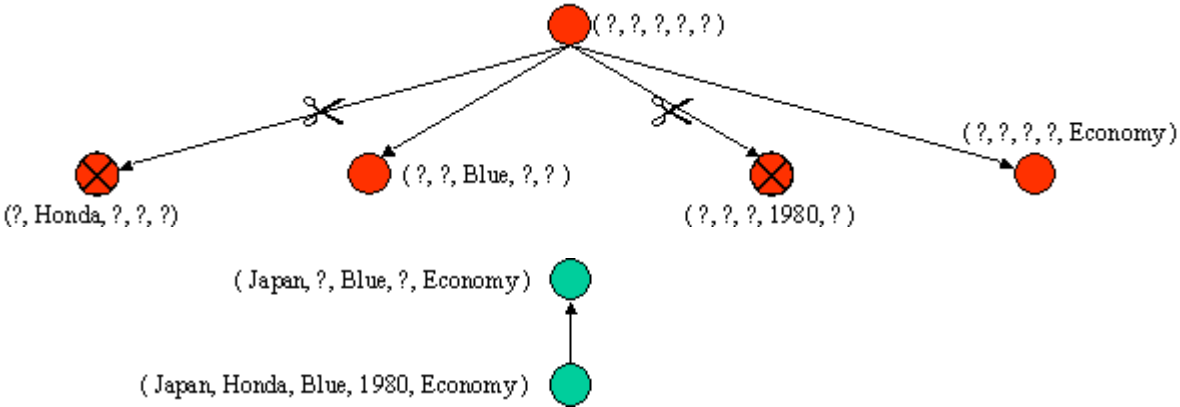 ( ?, ?, ?, ?, ? )
( ?, ?, ?, ?, Economy )
( ?, ?, Blue, ?, ? )
(?, Honda, ?, ?, ?)
( ?, ?, ?, 1980, ? )
( Japan, ?, Blue, ?, Economy )
( Japan, Honda, Blue, 1980, Economy )